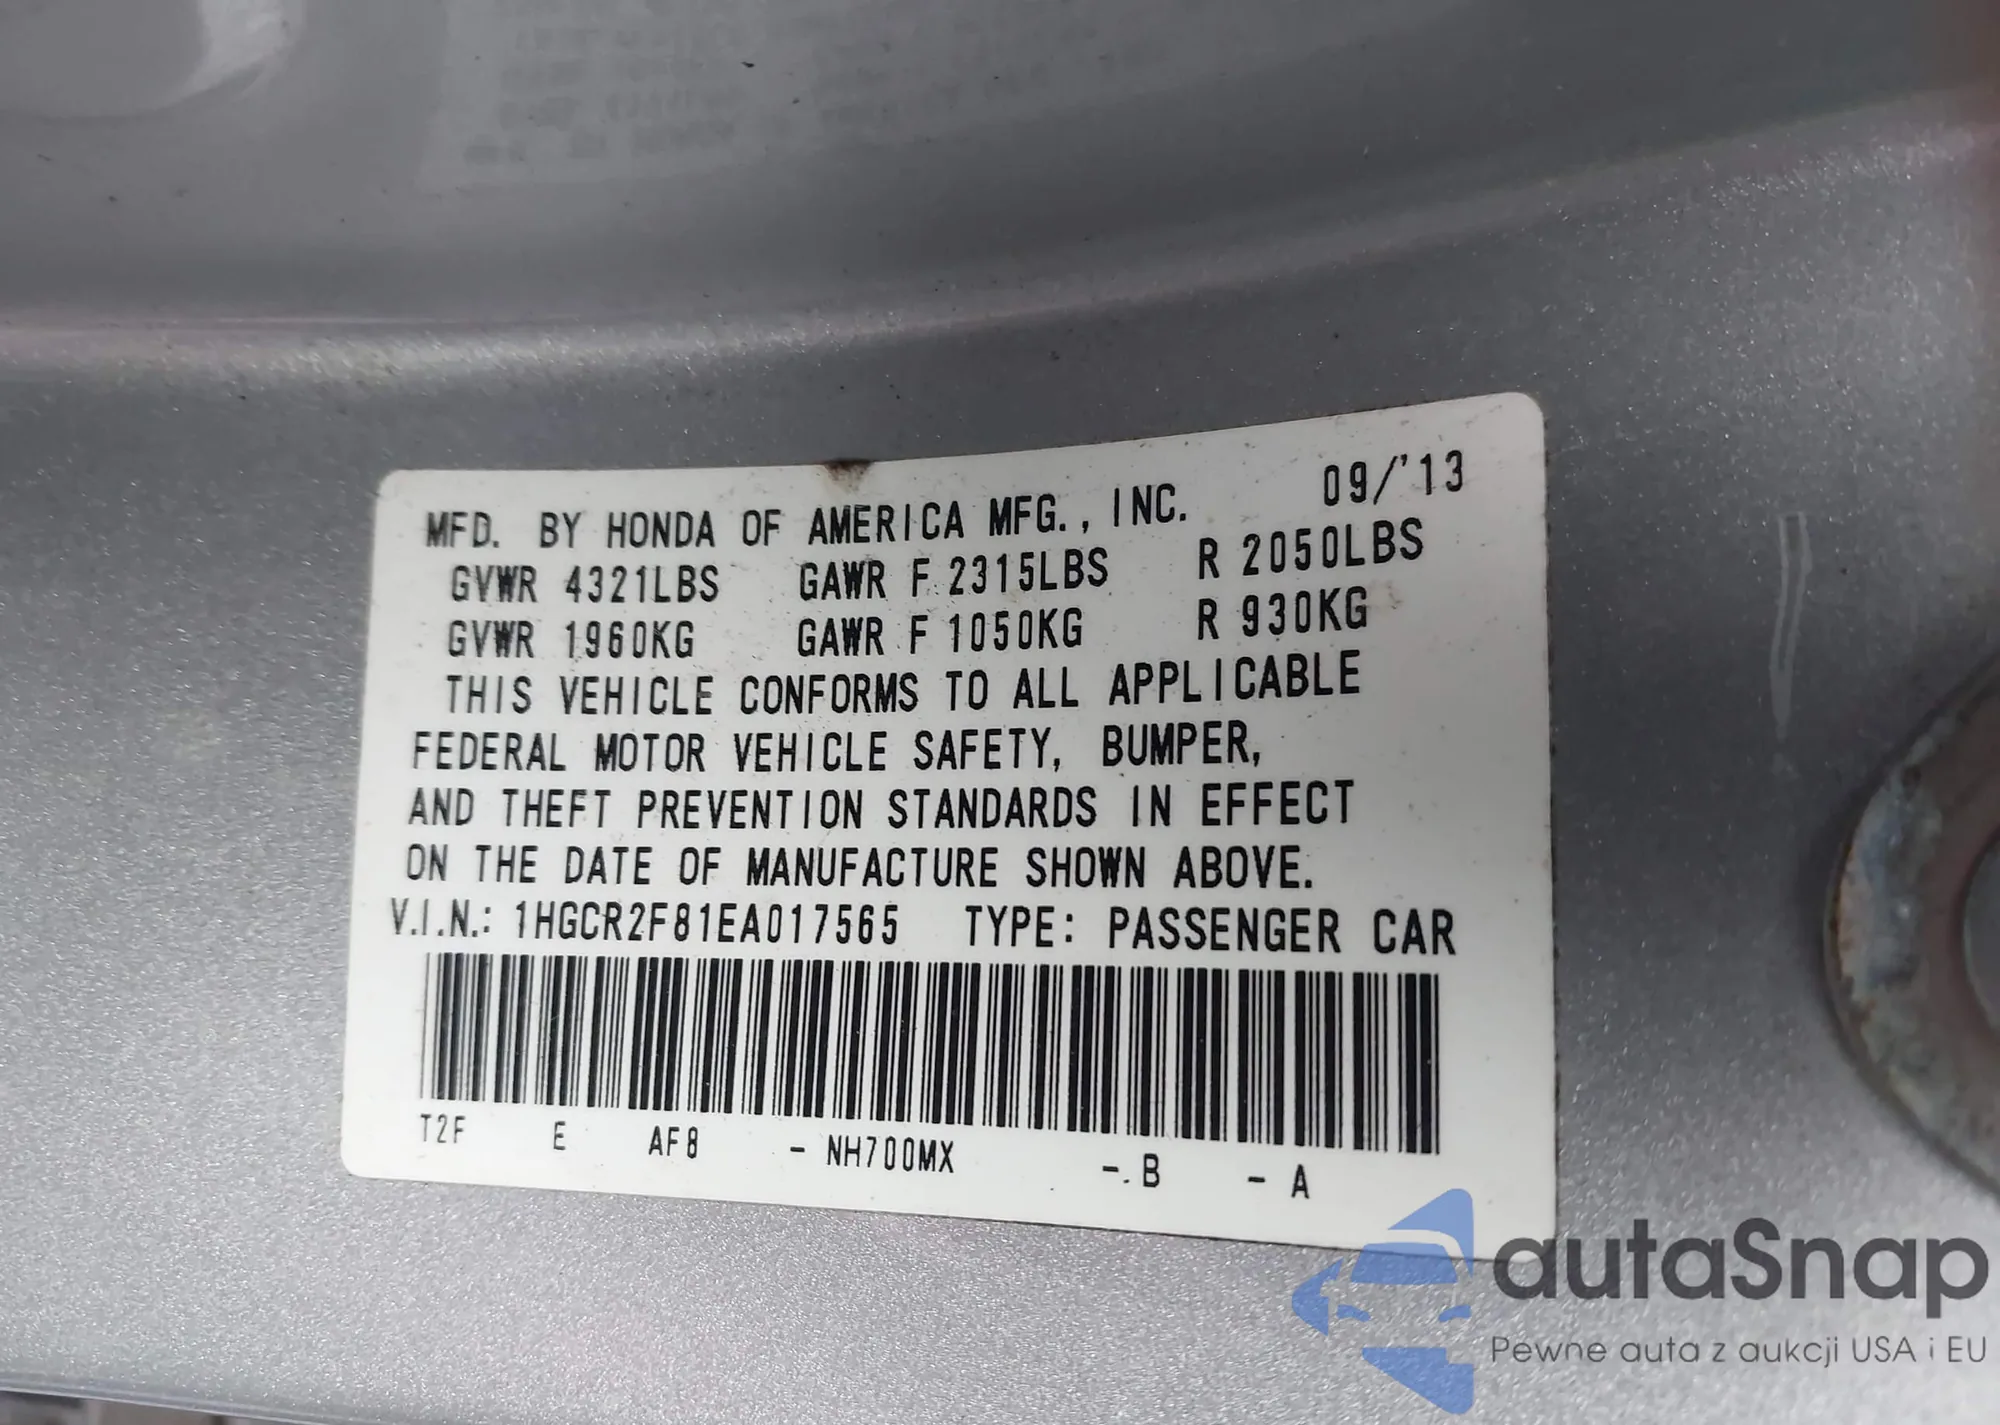 MFD. BY HONDA OF AMERICA MFG., INC. 09/'13
GVWR 4321LBS GAWR F 2315LBS R 2050LBS
GVWR 1960KG GAWR F 1050KG R 930KG
THIS VEHICLE CONFORMS TO ALL APPLICABLE
FEDERAL MOTOR VEHICLE SAFETY, BUMPER,
AND THEFT PREVENTION STANDARDS IN EFFECT
ON THE DATE OF MANUFACTURE SHOWN ABOVE.
V.I.N.: 1HGCR2F81EA017565 TYPE: PASSENGER CAR
T2F E AF8 - NH700MX -.B - A
autaSnap
Pewne auta z aukcji USA i EU